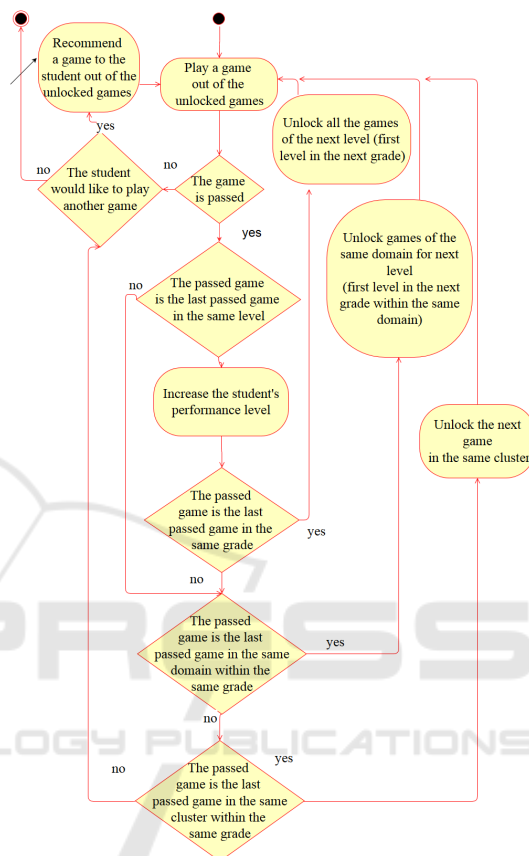 Recommend
a game to the
student out of the
unlocked games
Play a game
out of the
unlocked games
Unlock all the games
of the next level (first
level in the next grade)
yes
no
The student
would like to play
another game
no
The game
is passed
yes
Unlock games of the
same domain for next
level
(first level in the next
grade within the same
domain)
no
The passed game
is the last passed game
in the same level
Increase the student's
performance level
Unlock the next
game
in the same cluster
The passed
game is the last
passed game in the
same grade
yes
no
The passed
game is the last
passed game in the same
domain within the
same grade
yes
no
The passed
game is the last
passed game in the same
cluster within the
same grade
yes
no
PRESS
OLOGY PUBLICATIONS